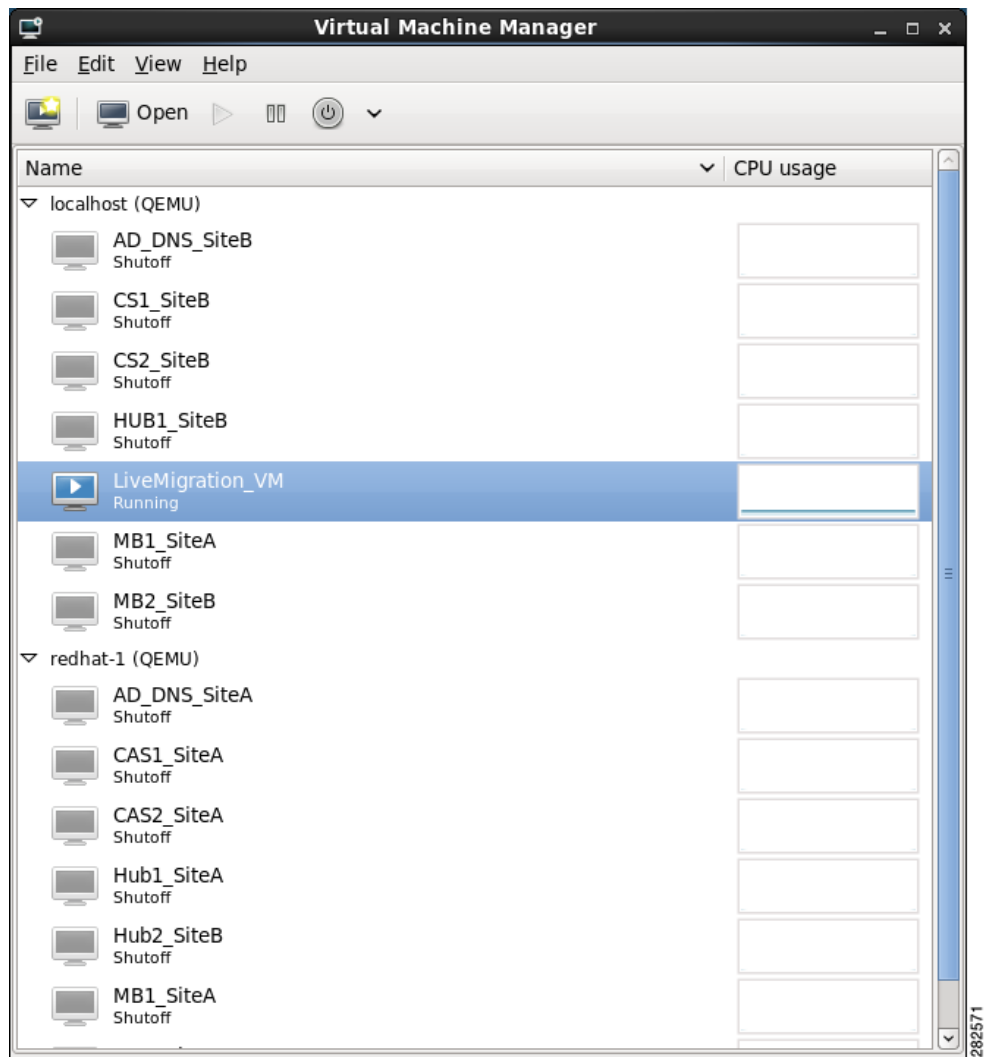 Virtual Machine Manager
File Edit View Help
Open
Name CPU usage
localhost (QEMU)
AD_DNS_SiteB
Shutoff
CS1_SiteB
Shutoff
CS2_SiteB
Shutoff
HUB1_SiteB
Shutoff
LiveMigration_VM
Running
MB1_SiteA
Shutoff
MB2_SiteB
Shutoff
redhat-1 (QEMU)
AD_DNS_SiteA
Shutoff
CAS1_SiteA
Shutoff
CAS2_SiteA
Shutoff
Hub1_SiteA
Shutoff
Hub2_SiteB
Shutoff
MB1_SiteA
Shutoff
282571